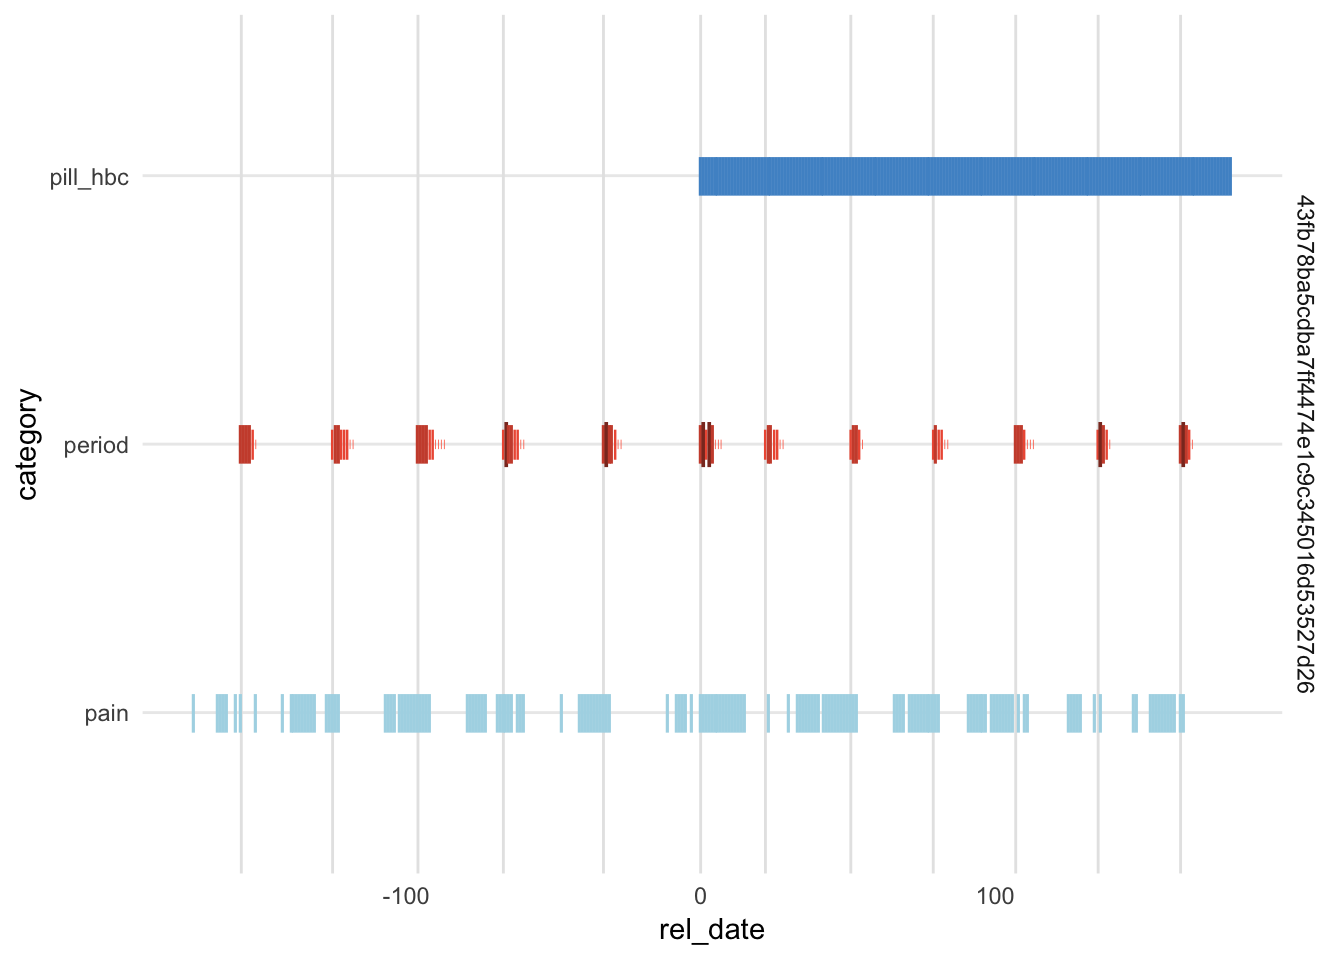 pill_hbc
period
pain
category
-100
0
100
rel_date
43fb78ba5cdba7ff4474e1c9c345016d53527d26